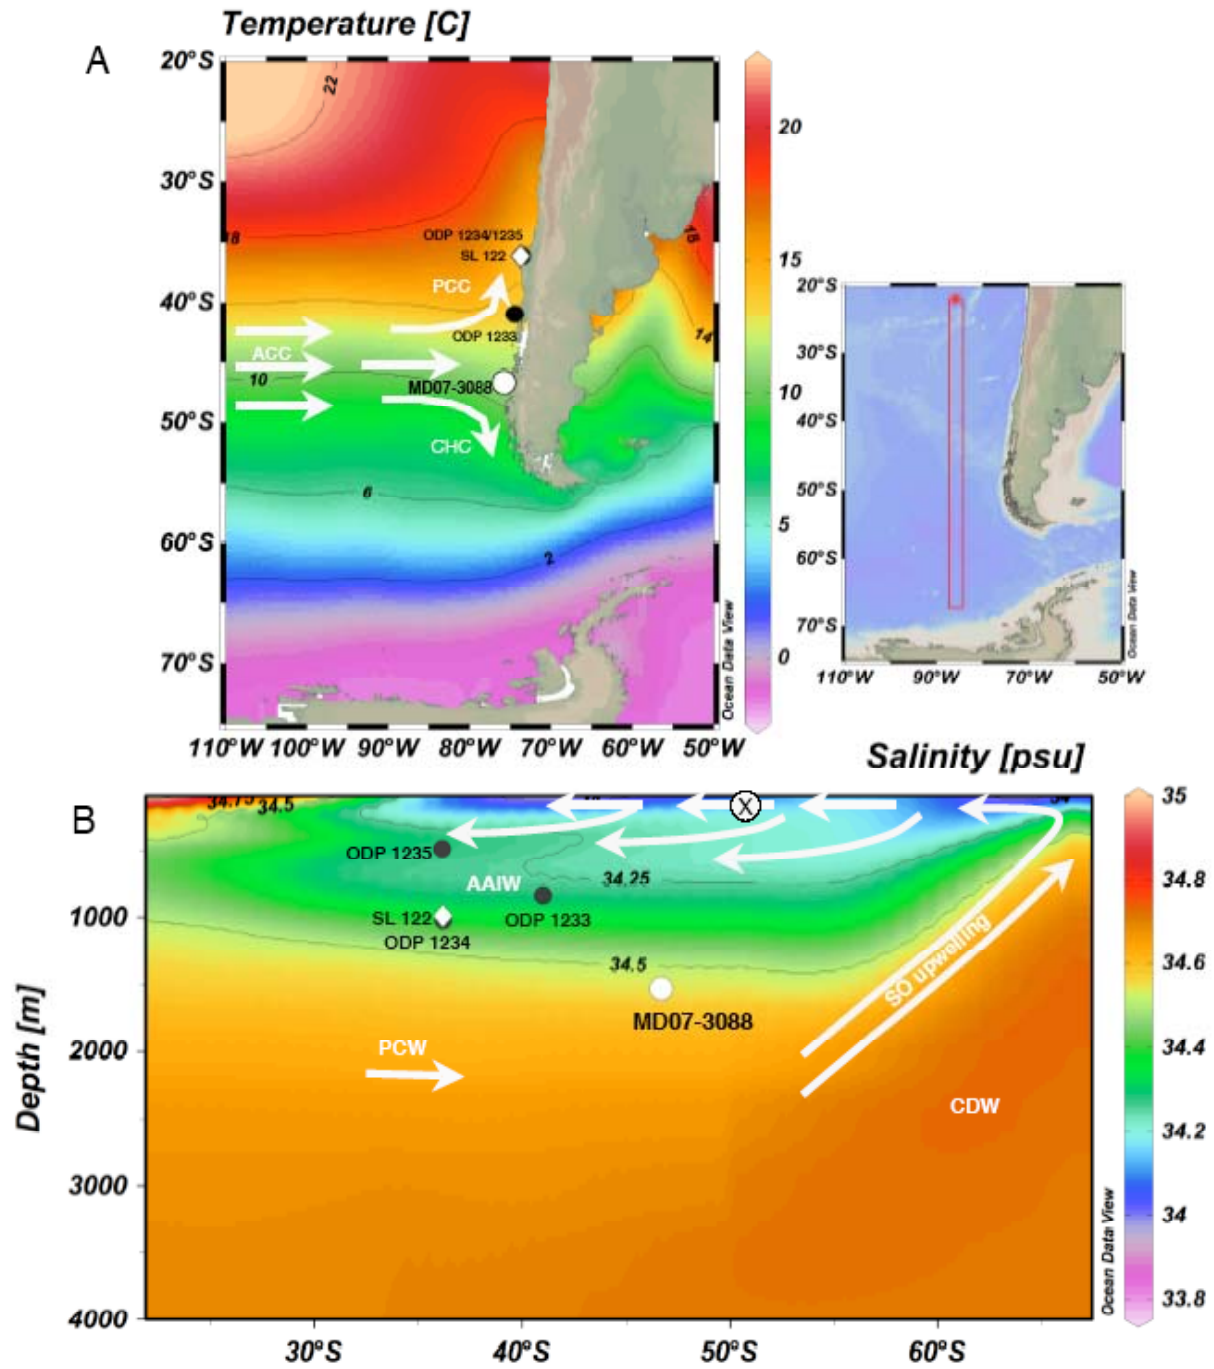 Temperature [C]
A
20°S
30°S
40°S
50°S
60°S
70°S
22
18
18
14
10
6
2
ODP 1234/1235
SL 122
PCC
ODP 1233
ACC
MD07-3088
CHC
20
15
10
5
0
Ocean Data View
110°W 100°W 90°W 80°W 70°W 60°W 50°W
20°S
30°S
40°S
50°S
60°S
70°S
110°W 90°W 70°W 50°W
Ocean Data View
Salinity [psu]
B
34.75 34.5
X
34
ODP 1235
AAIW
34.25
SL 122
ODP 1233
ODP 1234
34.5
MD07-3088
SO upwelling
PCW
CDW
Depth [m]
1000
2000
3000
4000
30°S 40°S 50°S 60°S
Ocean Data View
35
34.8
34.6
34.4
34.2
34
33.8